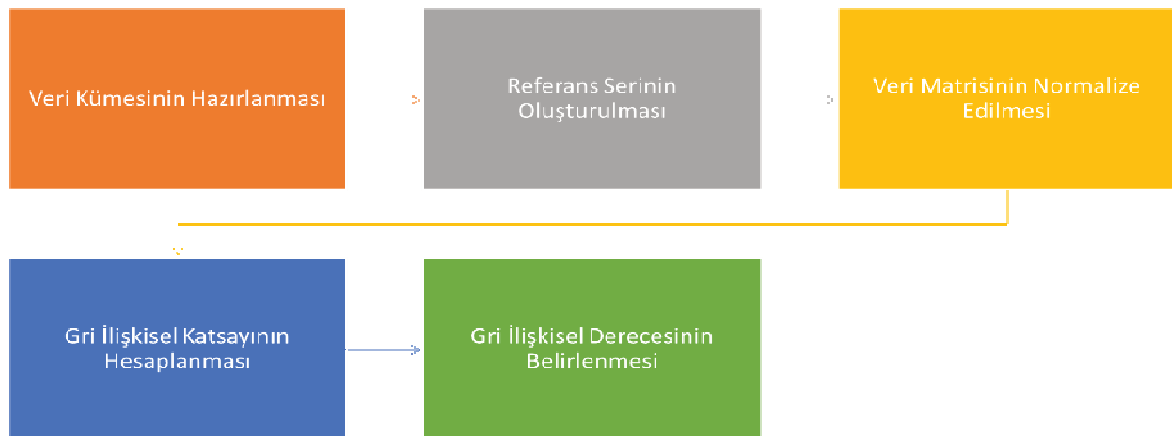 Veri Kümesinin Hazırlanması
Referans Serinin
Oluşturulması
Veri Matrisinin Normalize
Edilmesi
Gri İlişkisel Katsayının
Hesaplanması
Gri İlişkisel Derecesinin
Belirlenmesi